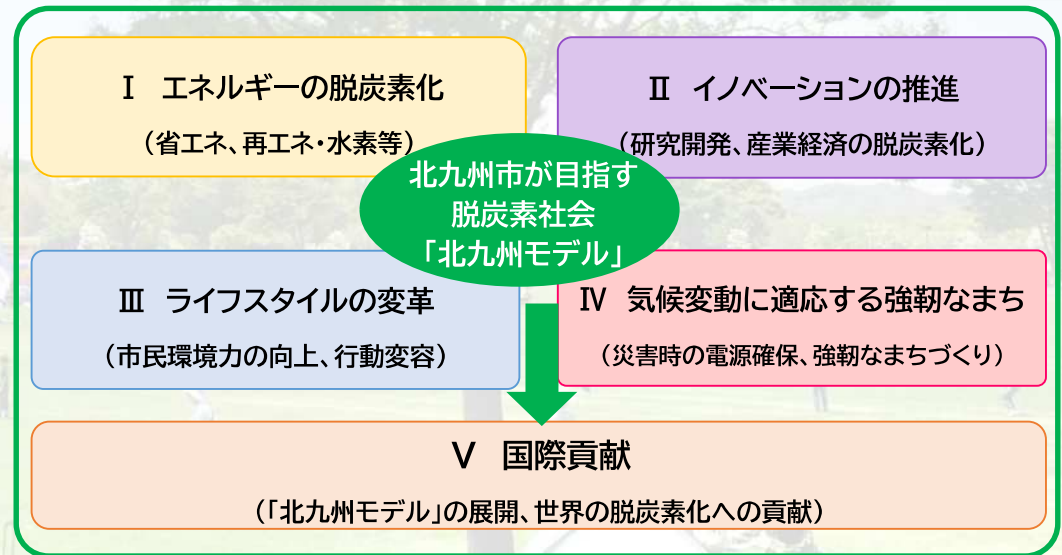 Ⅰ エネルギーの脱炭素化
（省エネ、再エネ・水素等）
Ⅱ イノベーションの推進
（研究開発、産業経済の脱炭素化）
北九州市が目指す
脱炭素社会
「北九州モデル」
Ⅲ ライフスタイルの変革
（市民環境力の向上、行動変容）
Ⅳ 気候変動に適応する強靭なまち
（災害時の電源確保、強靭なまちづくり）
Ⅴ 国際貢献
（「北九州モデル」の展開、世界の脱炭素化への貢献）